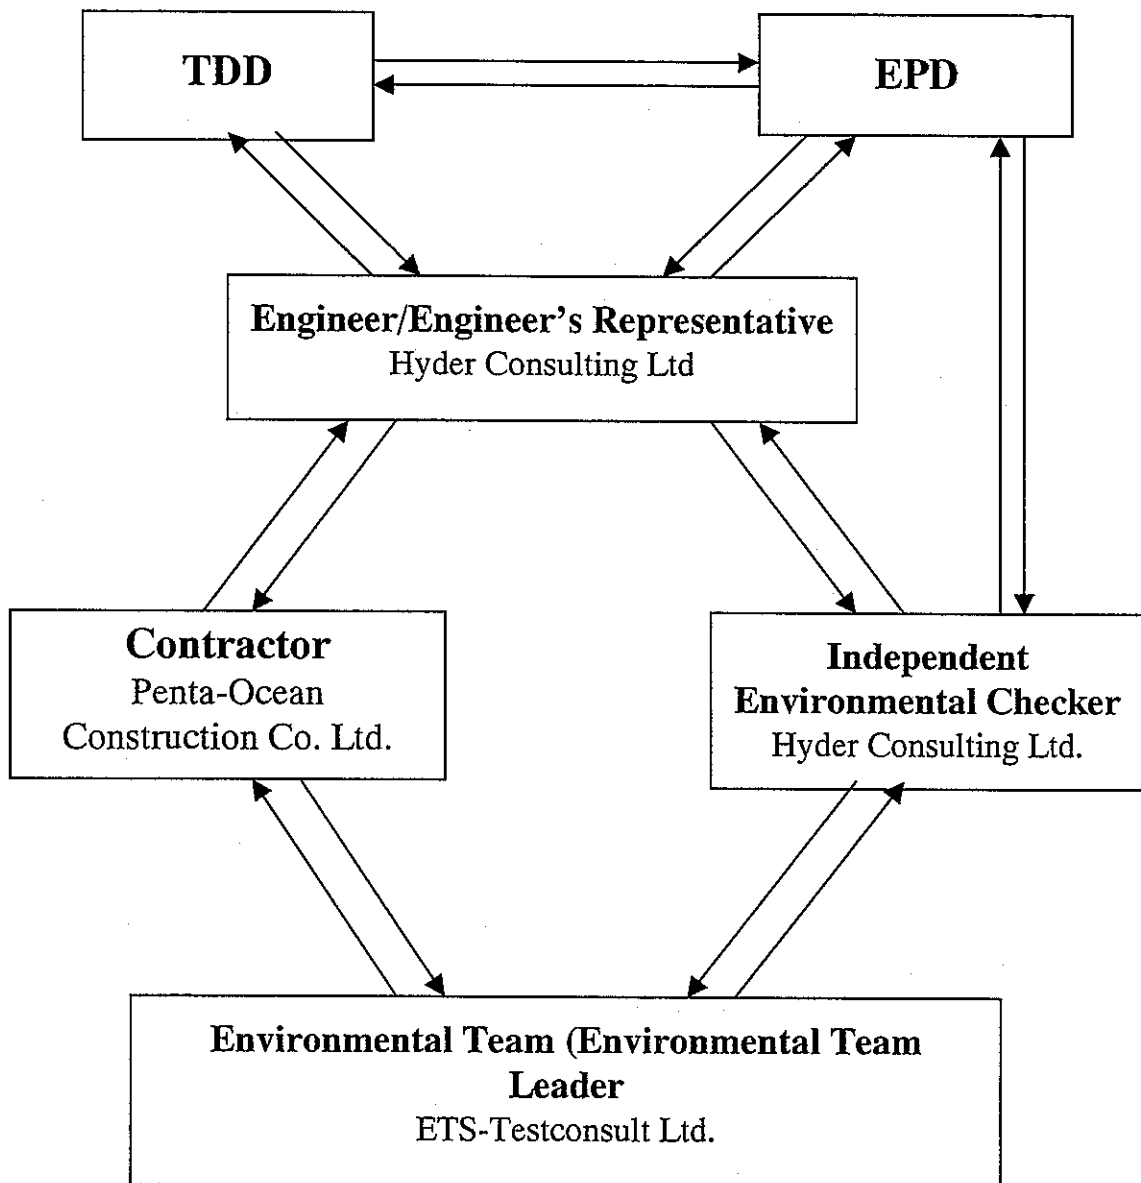 TDD
EPD
Engineer/Engineer's Representative
Hyder Consulting Ltd
Contractor
Penta-Ocean
Construction Co. Ltd.
Independent
Environmental Checker
Hyder Consulting Ltd.
Environmental Team (Environmental Team
Leader
ETS-Testconsult Ltd.